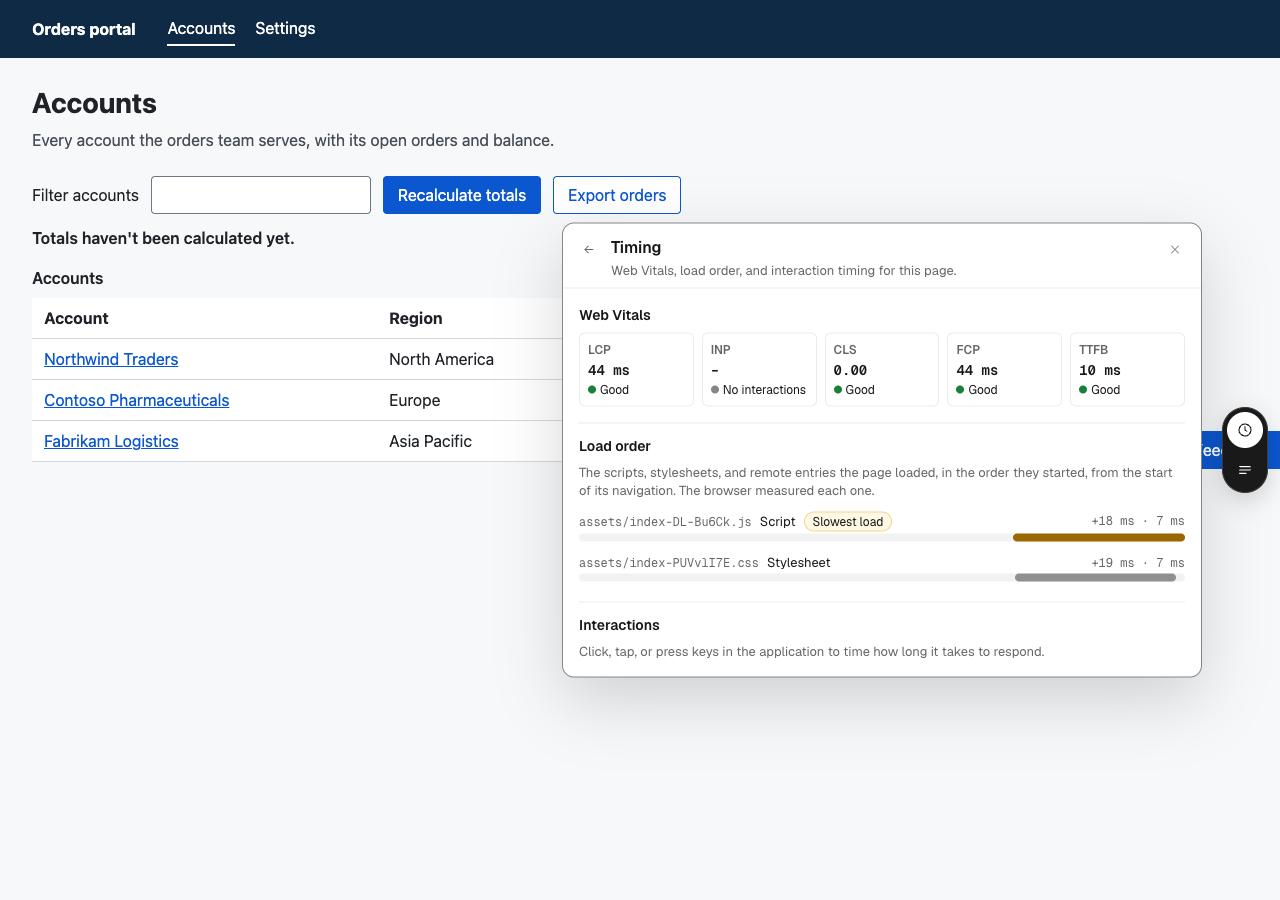 Orders portal
Accounts
Settings
Accounts
Every account the orders team serves, with its open orders and balance.
Filter accounts
Recalculate totals
Export orders
Totals haven't been calculated yet.
Accounts
Account
Region
Northwind Traders
North America
Contoso Pharmaceuticals
Europe
Fabrikam Logistics
Asia Pacific
Timing
Web Vitals, load order, and interaction timing for this page.
Web Vitals
LCP
44 ms
Good
INP
–
No interactions
CLS
0.00
Good
FCP
44 ms
Good
TTFB
10 ms
Good
Load order
The scripts, stylesheets, and remote entries the page loaded, in the order they started, from the start
of its navigation. The browser measured each one.
assets/index-DL-Bu6Ck.js Script Slowest load +18 ms · 7 ms
assets/index-PUVvlI7E.css Stylesheet +19 ms · 7 ms
Interactions
Click, tap, or press keys in the application to time how long it takes to respond.